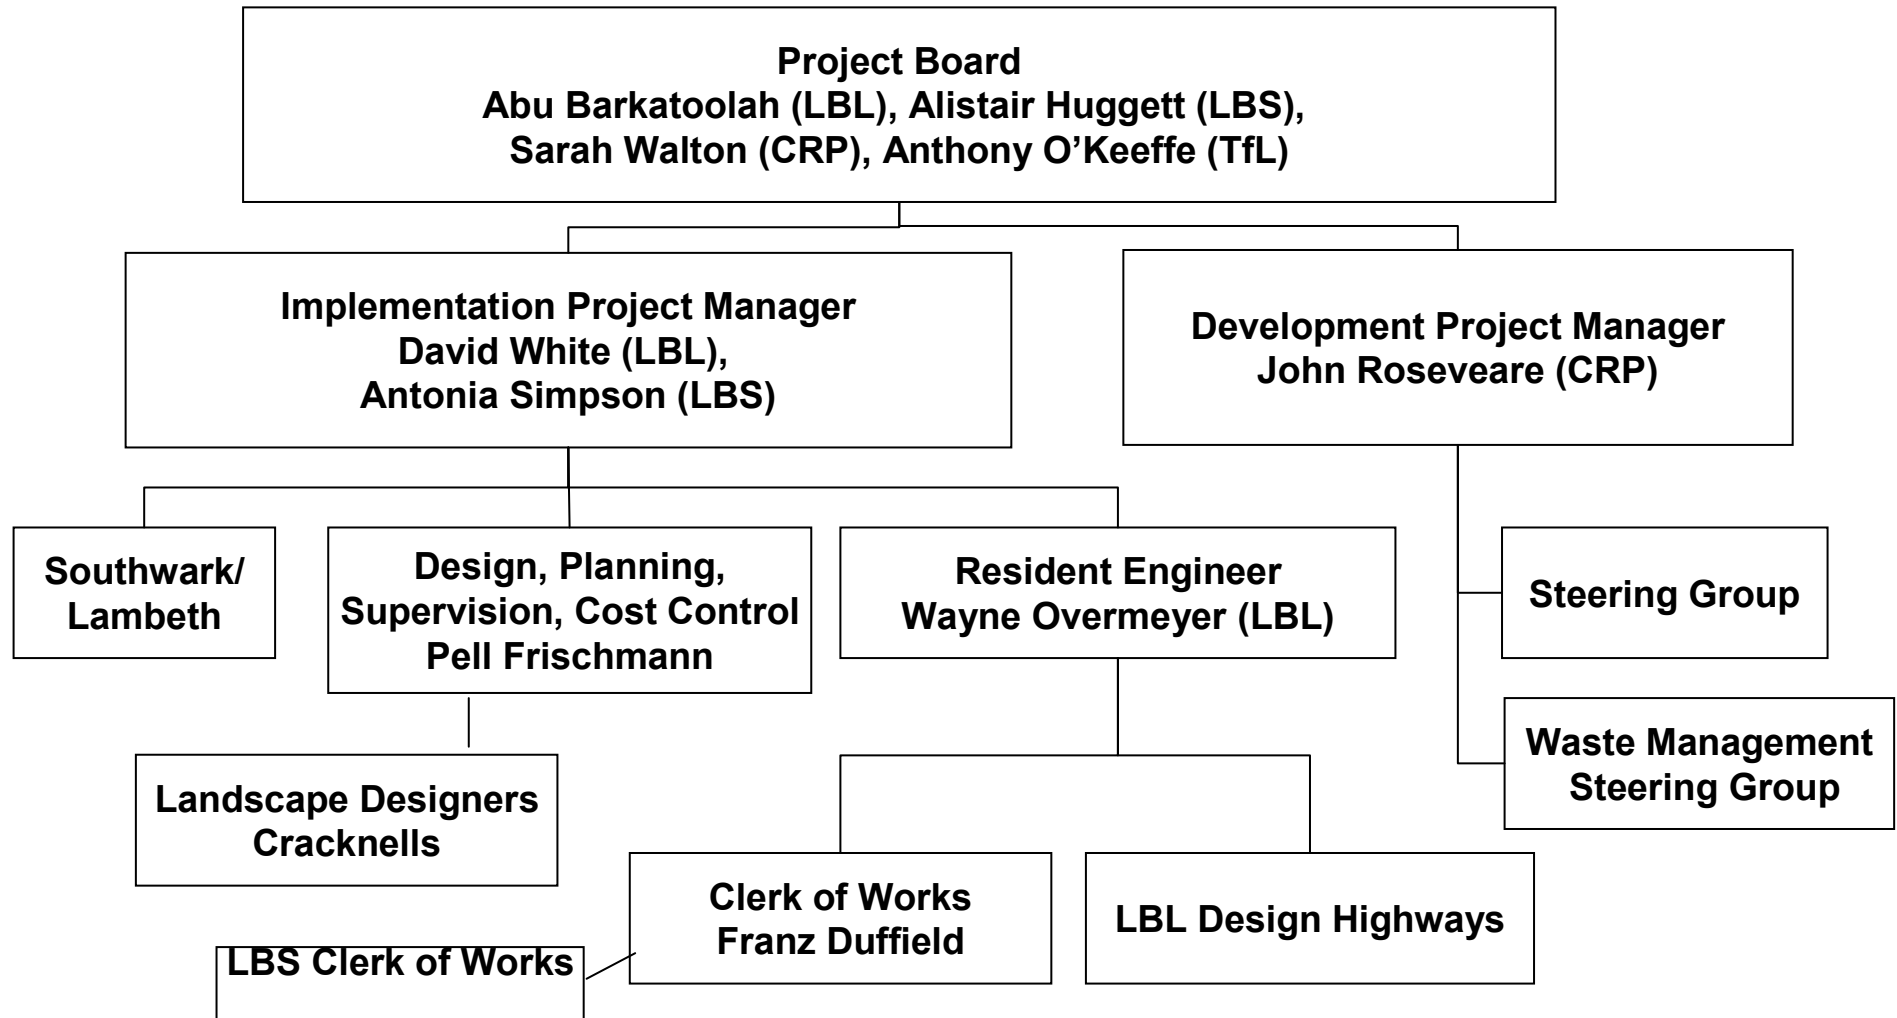 Project Board
Abu Barkatoolah (LBL), Alistair Huggett (LBS),
Sarah Walton (CRP), Anthony O’Keeffe (TfL)
Implementation Project Manager
David White (LBL),
Antonia Simpson (LBS)
Development Project Manager
John Roseveare (CRP)
Southwark/
Lambeth
Design, Planning,
Supervision, Cost Control
Pell Frischmann
Resident Engineer
Wayne Overmeyer (LBL)
Steering Group
Waste Management
Steering Group
Landscape Designers
Cracknells
Clerk of Works
Franz Duffield
LBL Design Highways
LBS Clerk of Works